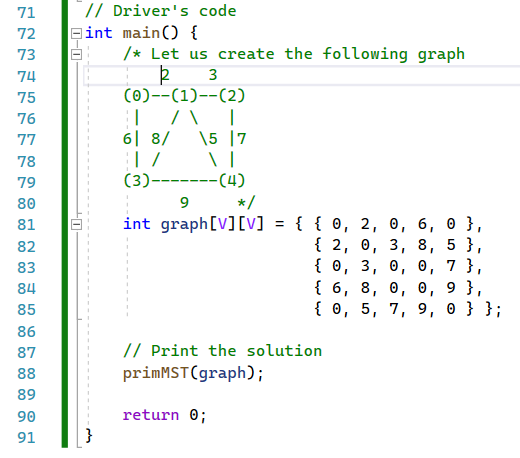 71 // Driver's code
72 int main() {
73     /* Let us create the following graph
74         2    3
75     (0)--(1)--(2)
76      |   / \   |
77     6| 8/   \5 |7
78      | /     \ |
79     (3)-------(4)
80           9     */
81     int graph[V][V] = { { 0, 2, 0, 6, 0 },
82                         { 2, 0, 3, 8, 5 },
83                         { 0, 3, 0, 0, 7 },
84                         { 6, 8, 0, 0, 9 },
85                         { 0, 5, 7, 9, 0 } };
86
87     // Print the solution
88     primMST(graph);
89
90     return 0;
91 }